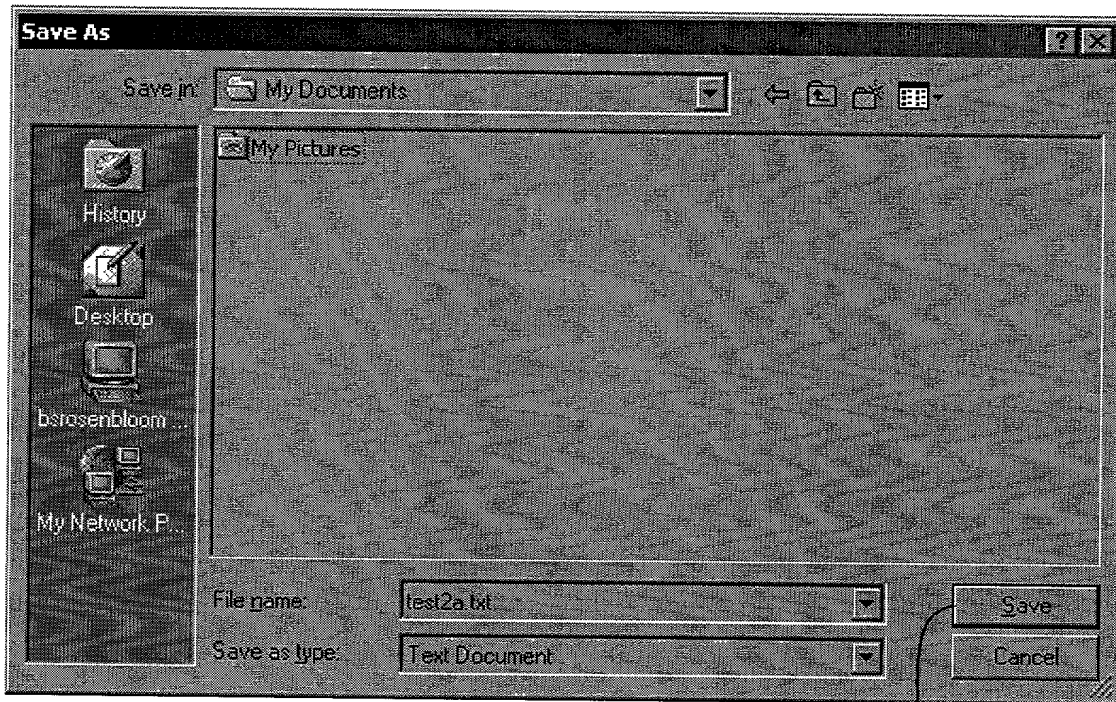 Save As
Save in: My Documents
My Pictures
History
Desktop
bsrosenbloom ...
My Network P...
File name: test2a.txt
Save as type: Text Document
Save
Cancel